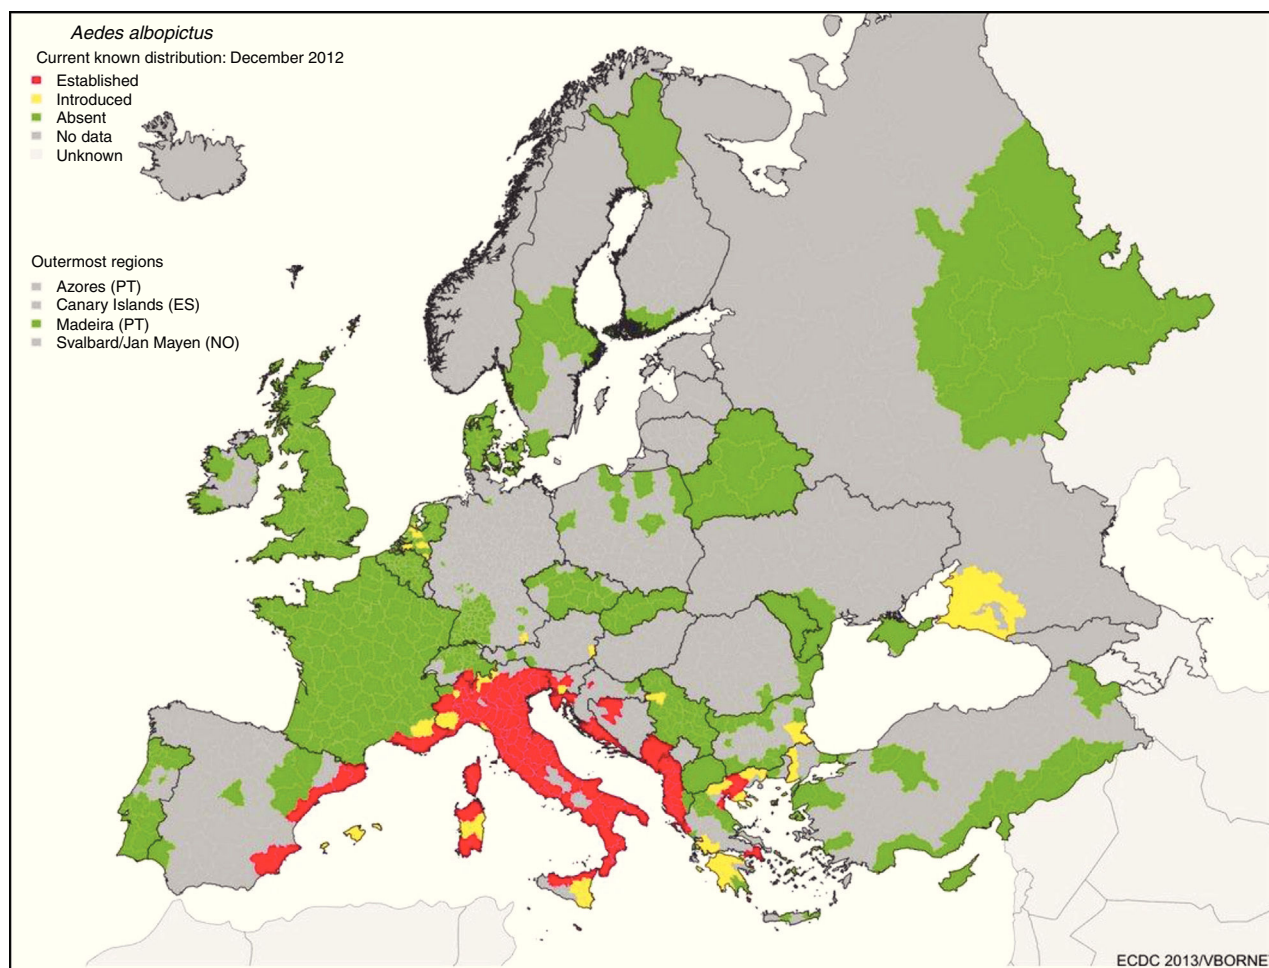 Aedes albopictus
Current known distribution: December 2012
Established
Introduced
Absent
No data
Unknown
Outermost regions
Azores (PT)
Canary Islands (ES)
Madeira (PT)
Svalbard/Jan Mayen (NO)
ECDC 2013/VBORNE